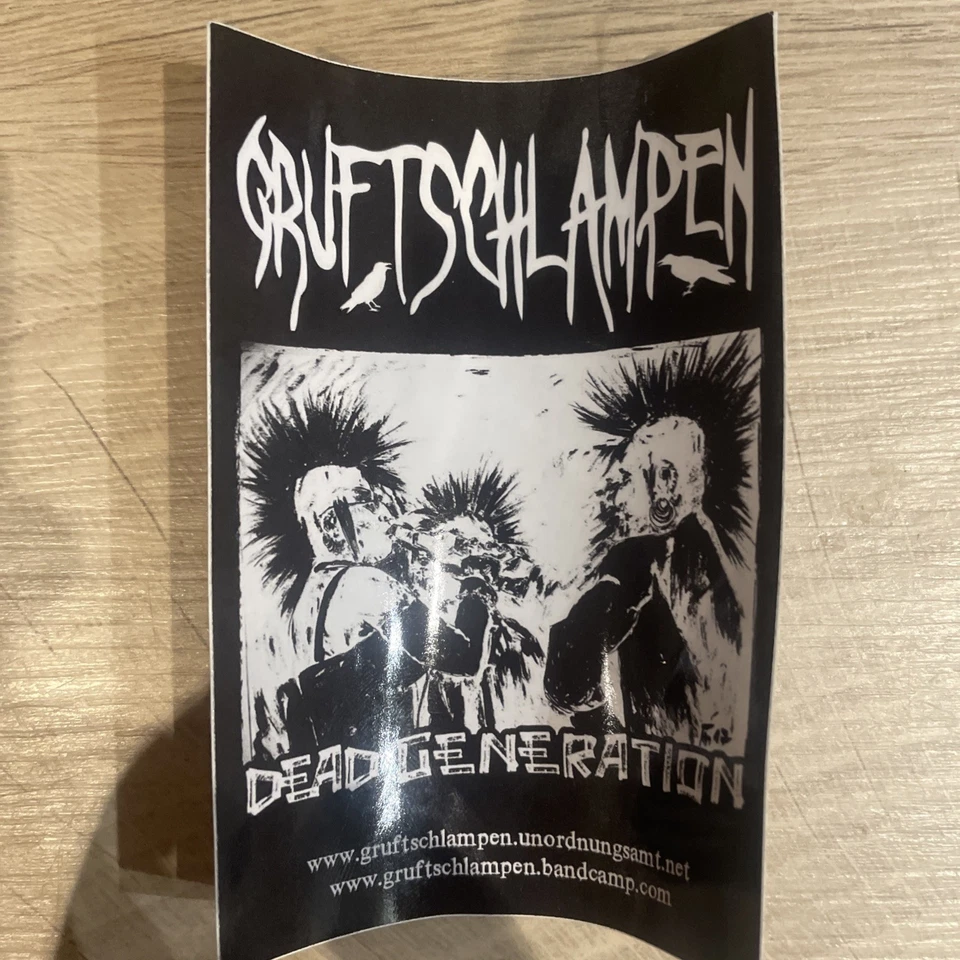 GRUFTSCHLAMPEN
DEAD GENERATION
www.gruftschlampen.unordnungsamt.net
www.gruftschlampen.bandcamp.com